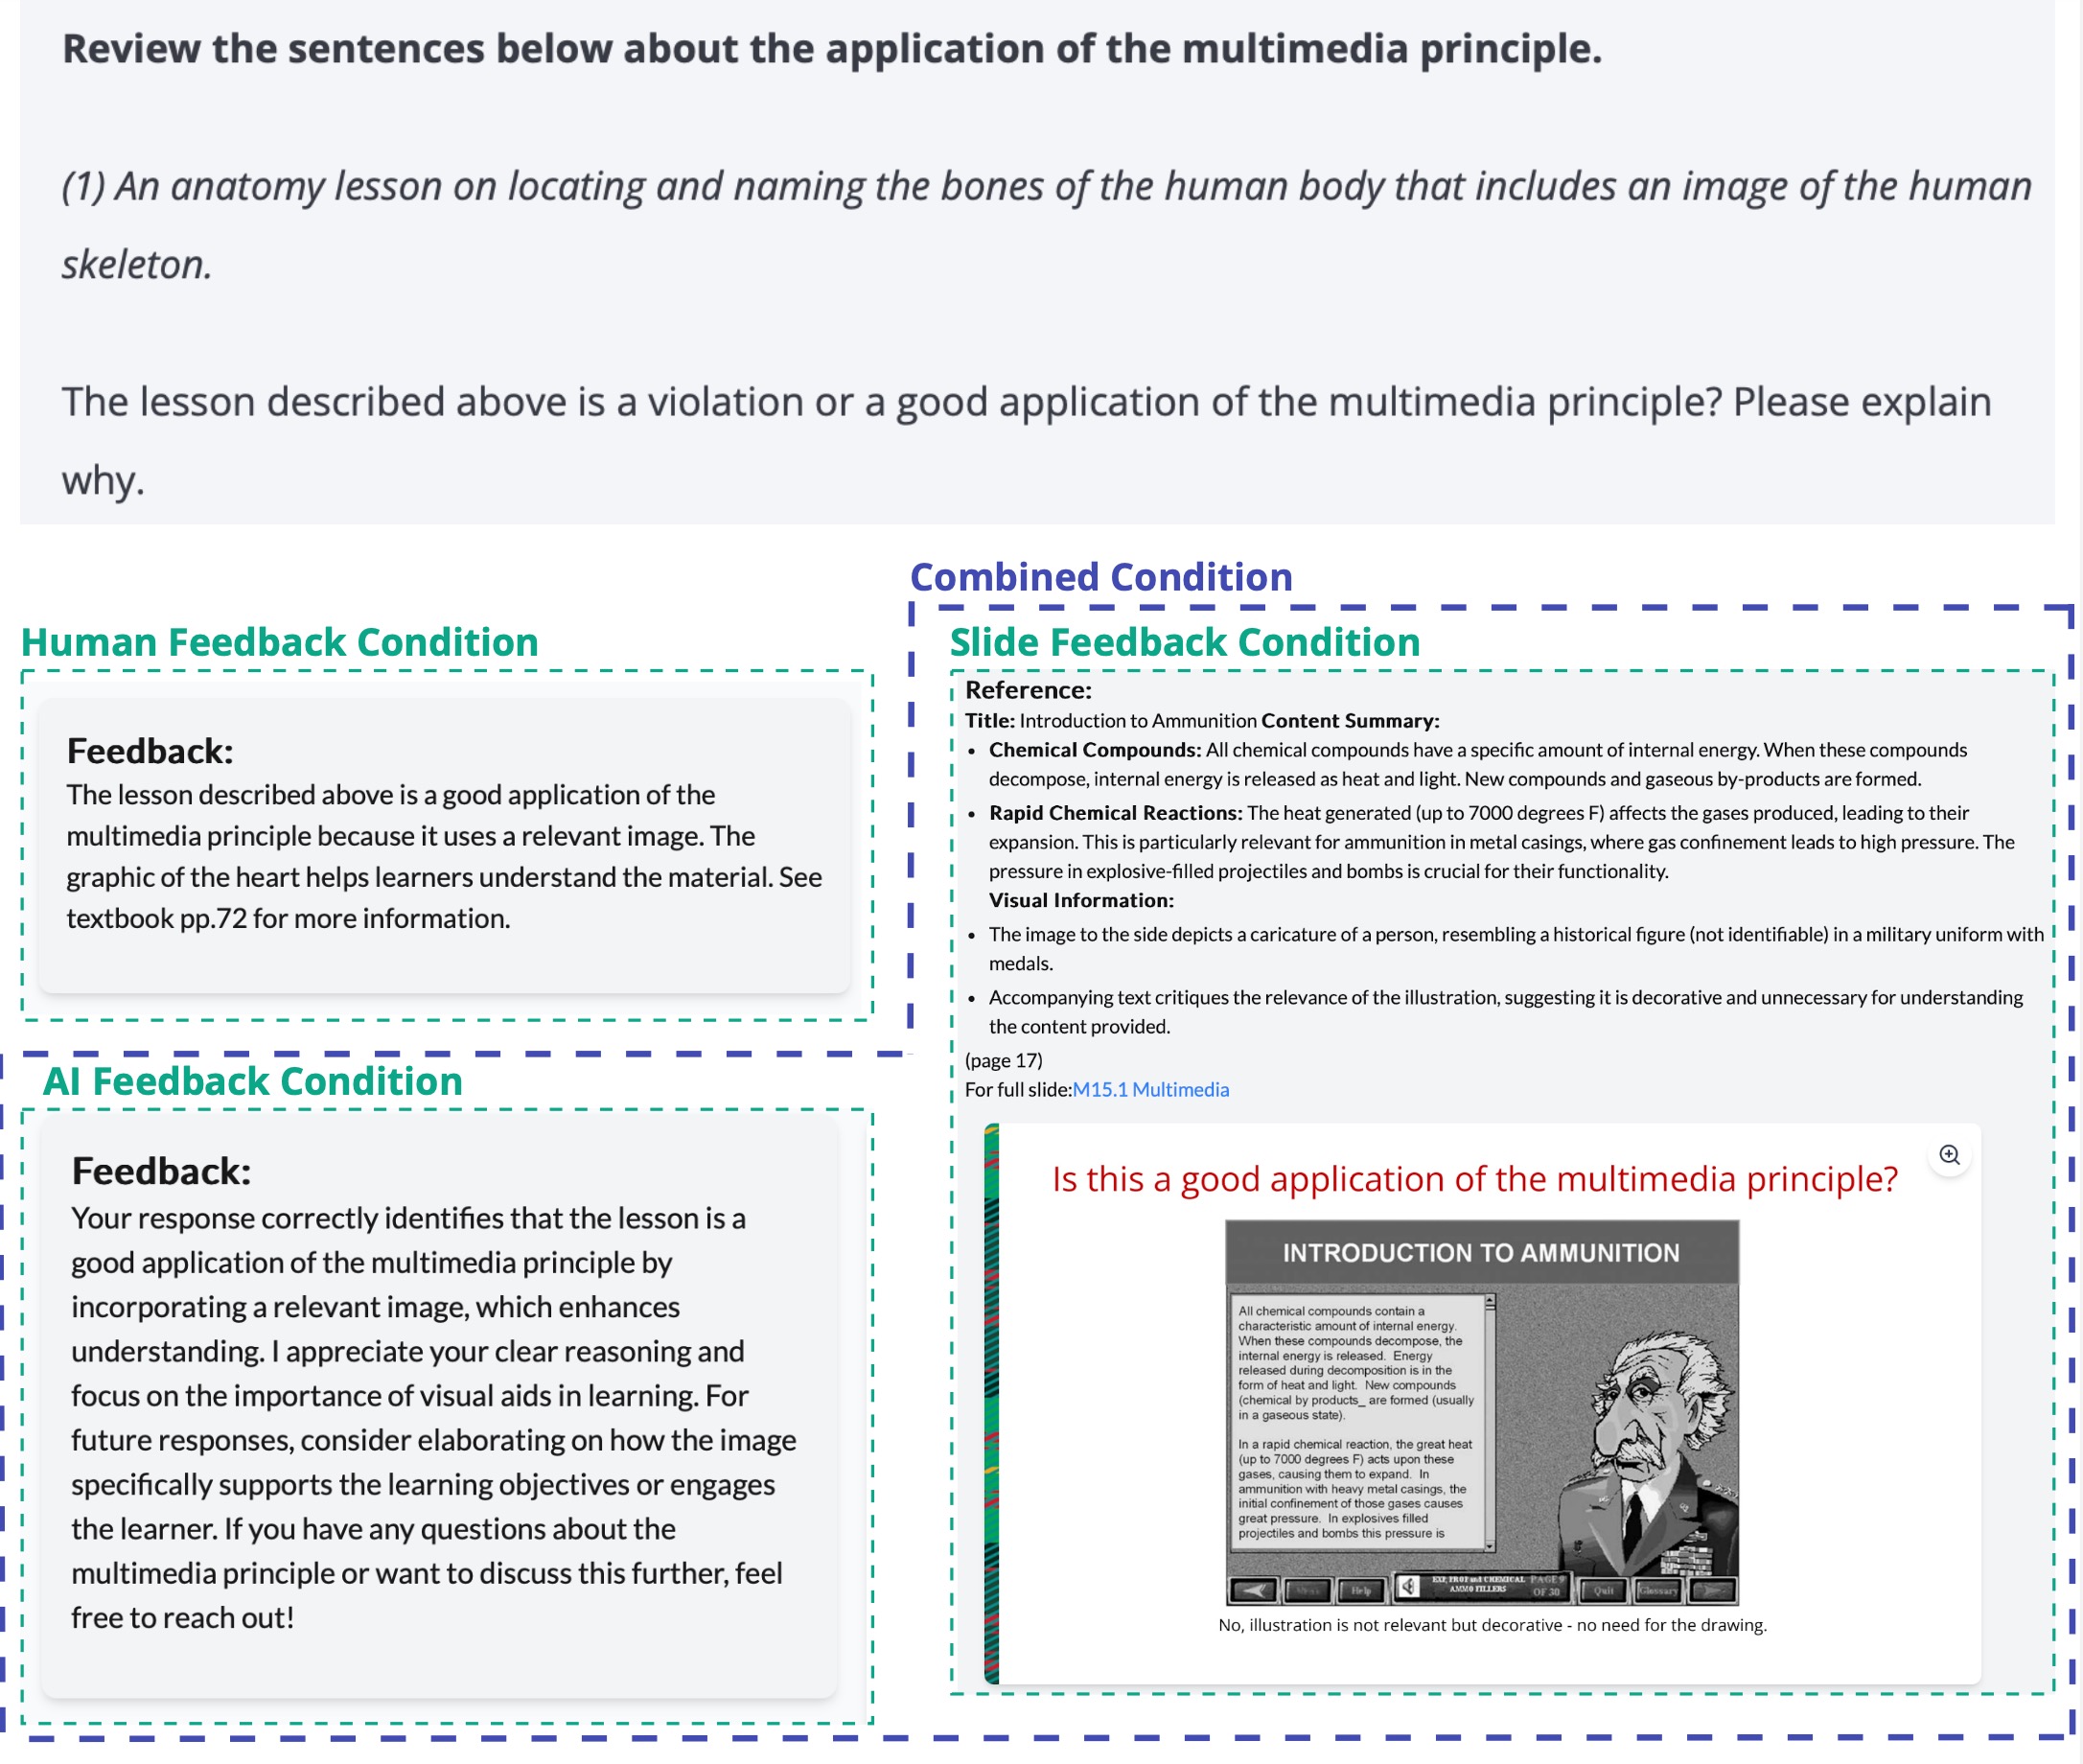 Review the sentences below about the application of the multimedia principle.
(1) An anatomy lesson on locating and naming the bones of the human body that includes an image of the human
skeleton.
The lesson described above is a violation or a good application of the multimedia principle? Please explain
why.
Human Feedback Condition
Feedback:
The lesson described above is a good application of the
multimedia principle because it uses a relevant image. The
graphic of the heart helps learners understand the material. See
textbook pp.72 for more information.
AI Feedback Condition
Feedback:
Your response correctly identifies that the lesson is a
good application of the multimedia principle by
incorporating a relevant image, which enhances
understanding. I appreciate your clear reasoning and
focus on the importance of visual aids in learning. For
future responses, consider elaborating on how the image
specifically supports the learning objectives or engages
the learner. If you have any questions about the
multimedia principle or want to discuss this further, feel
free to reach out!
Combined Condition
Slide Feedback Condition
Reference:
Title: Introduction to Ammunition Content Summary:
• Chemical Compounds: All chemical compounds have a specific amount of internal energy. When these compounds
decompose, internal energy is released as heat and light. New compounds and gaseous by-products are formed.
• Rapid Chemical Reactions: The heat generated (up to 7000 degrees F) affects the gases produced, leading to their
expansion. This is particularly relevant for ammunition in metal casings, where gas confinement leads to high pressure. The
pressure in explosive-filled projectiles and bombs is crucial for their functionality.
Visual Information:
• The image to the side depicts a caricature of a person, resembling a historical figure (not identifiable) in a military uniform with
medals.
• Accompanying text critiques the relevance of the illustration, suggesting it is decorative and unnecessary for understanding
the content provided.
(page 17)
For full slide:M15.1 Multimedia
Is this a good application of the multimedia principle?
INTRODUCTION TO AMMUNITION
All chemical compounds contain a
characteristic amount of internal energy.
When these compounds decompose, the
internal energy is released. Energy
released during decomposition is in the
form of heat and light. New compounds
(chemical by products_ are formed (usually
in a gaseous state).
In a rapid chemical reaction, the great heat
(up to 7000 degrees F) acts upon these
gases, causing them to expand. In
ammunition with heavy metal casings, the
initial confinement of those gases causes
great pressure. In explosives filled
projectiles and bombs this pressure is
Help
EXP, PROP and CHEMICAL
AMMO FILLERS
PAGE 9
OF 30
Quit
Glossary
No, illustration is not relevant but decorative - no need for the drawing.